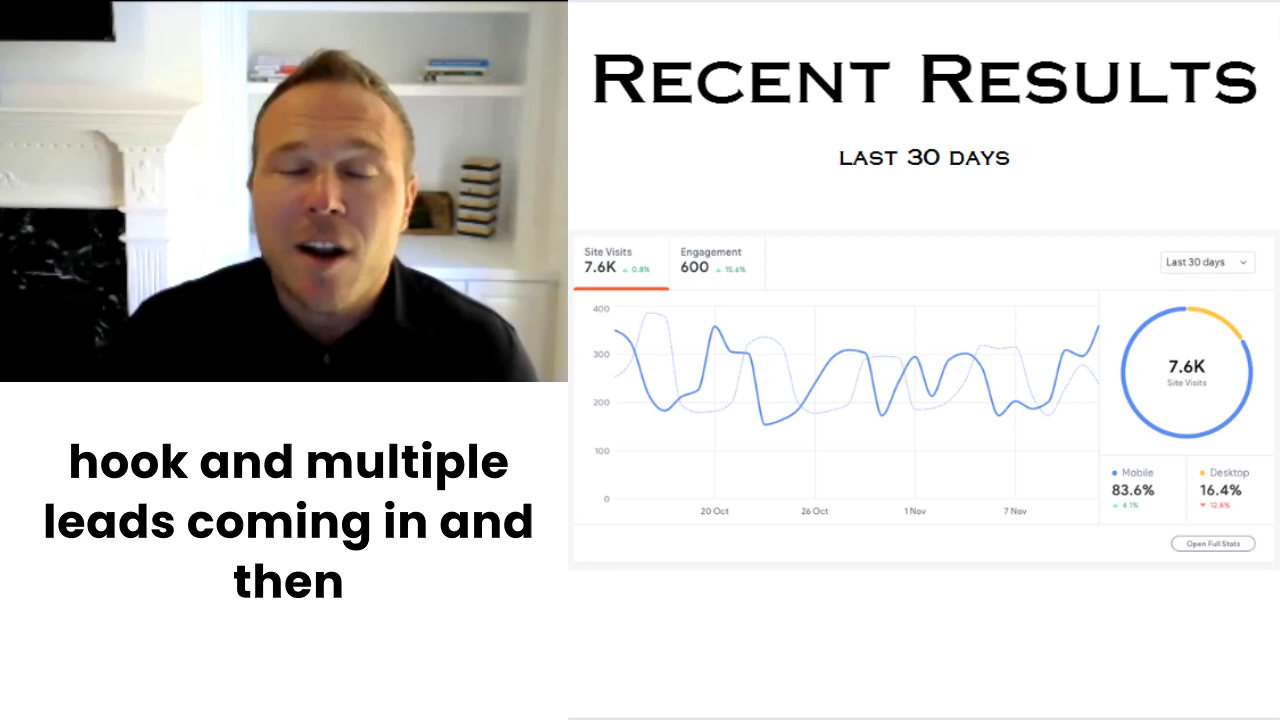 RECENT RESULTS
LAST 30 DAYS
Site Visits
7.6K 0.8%
Engagement
600 15.6%
Last 30 days
400
300
200
100
0
20 Oct 26 Oct 1 Nov 7 Nov
7.6K
Site Visits
Mobile
83.6%
4.1%
Desktop
16.4%
12.8%
Open Full Stats
hook and multiple
leads coming in and
then